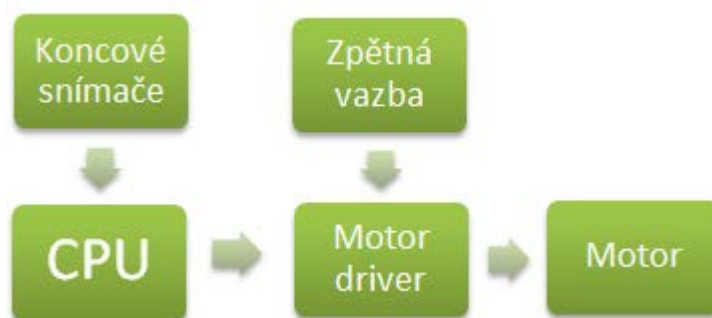 Koncové
snímače
Zpětná
vazba
CPU
Motor
driver
Motor